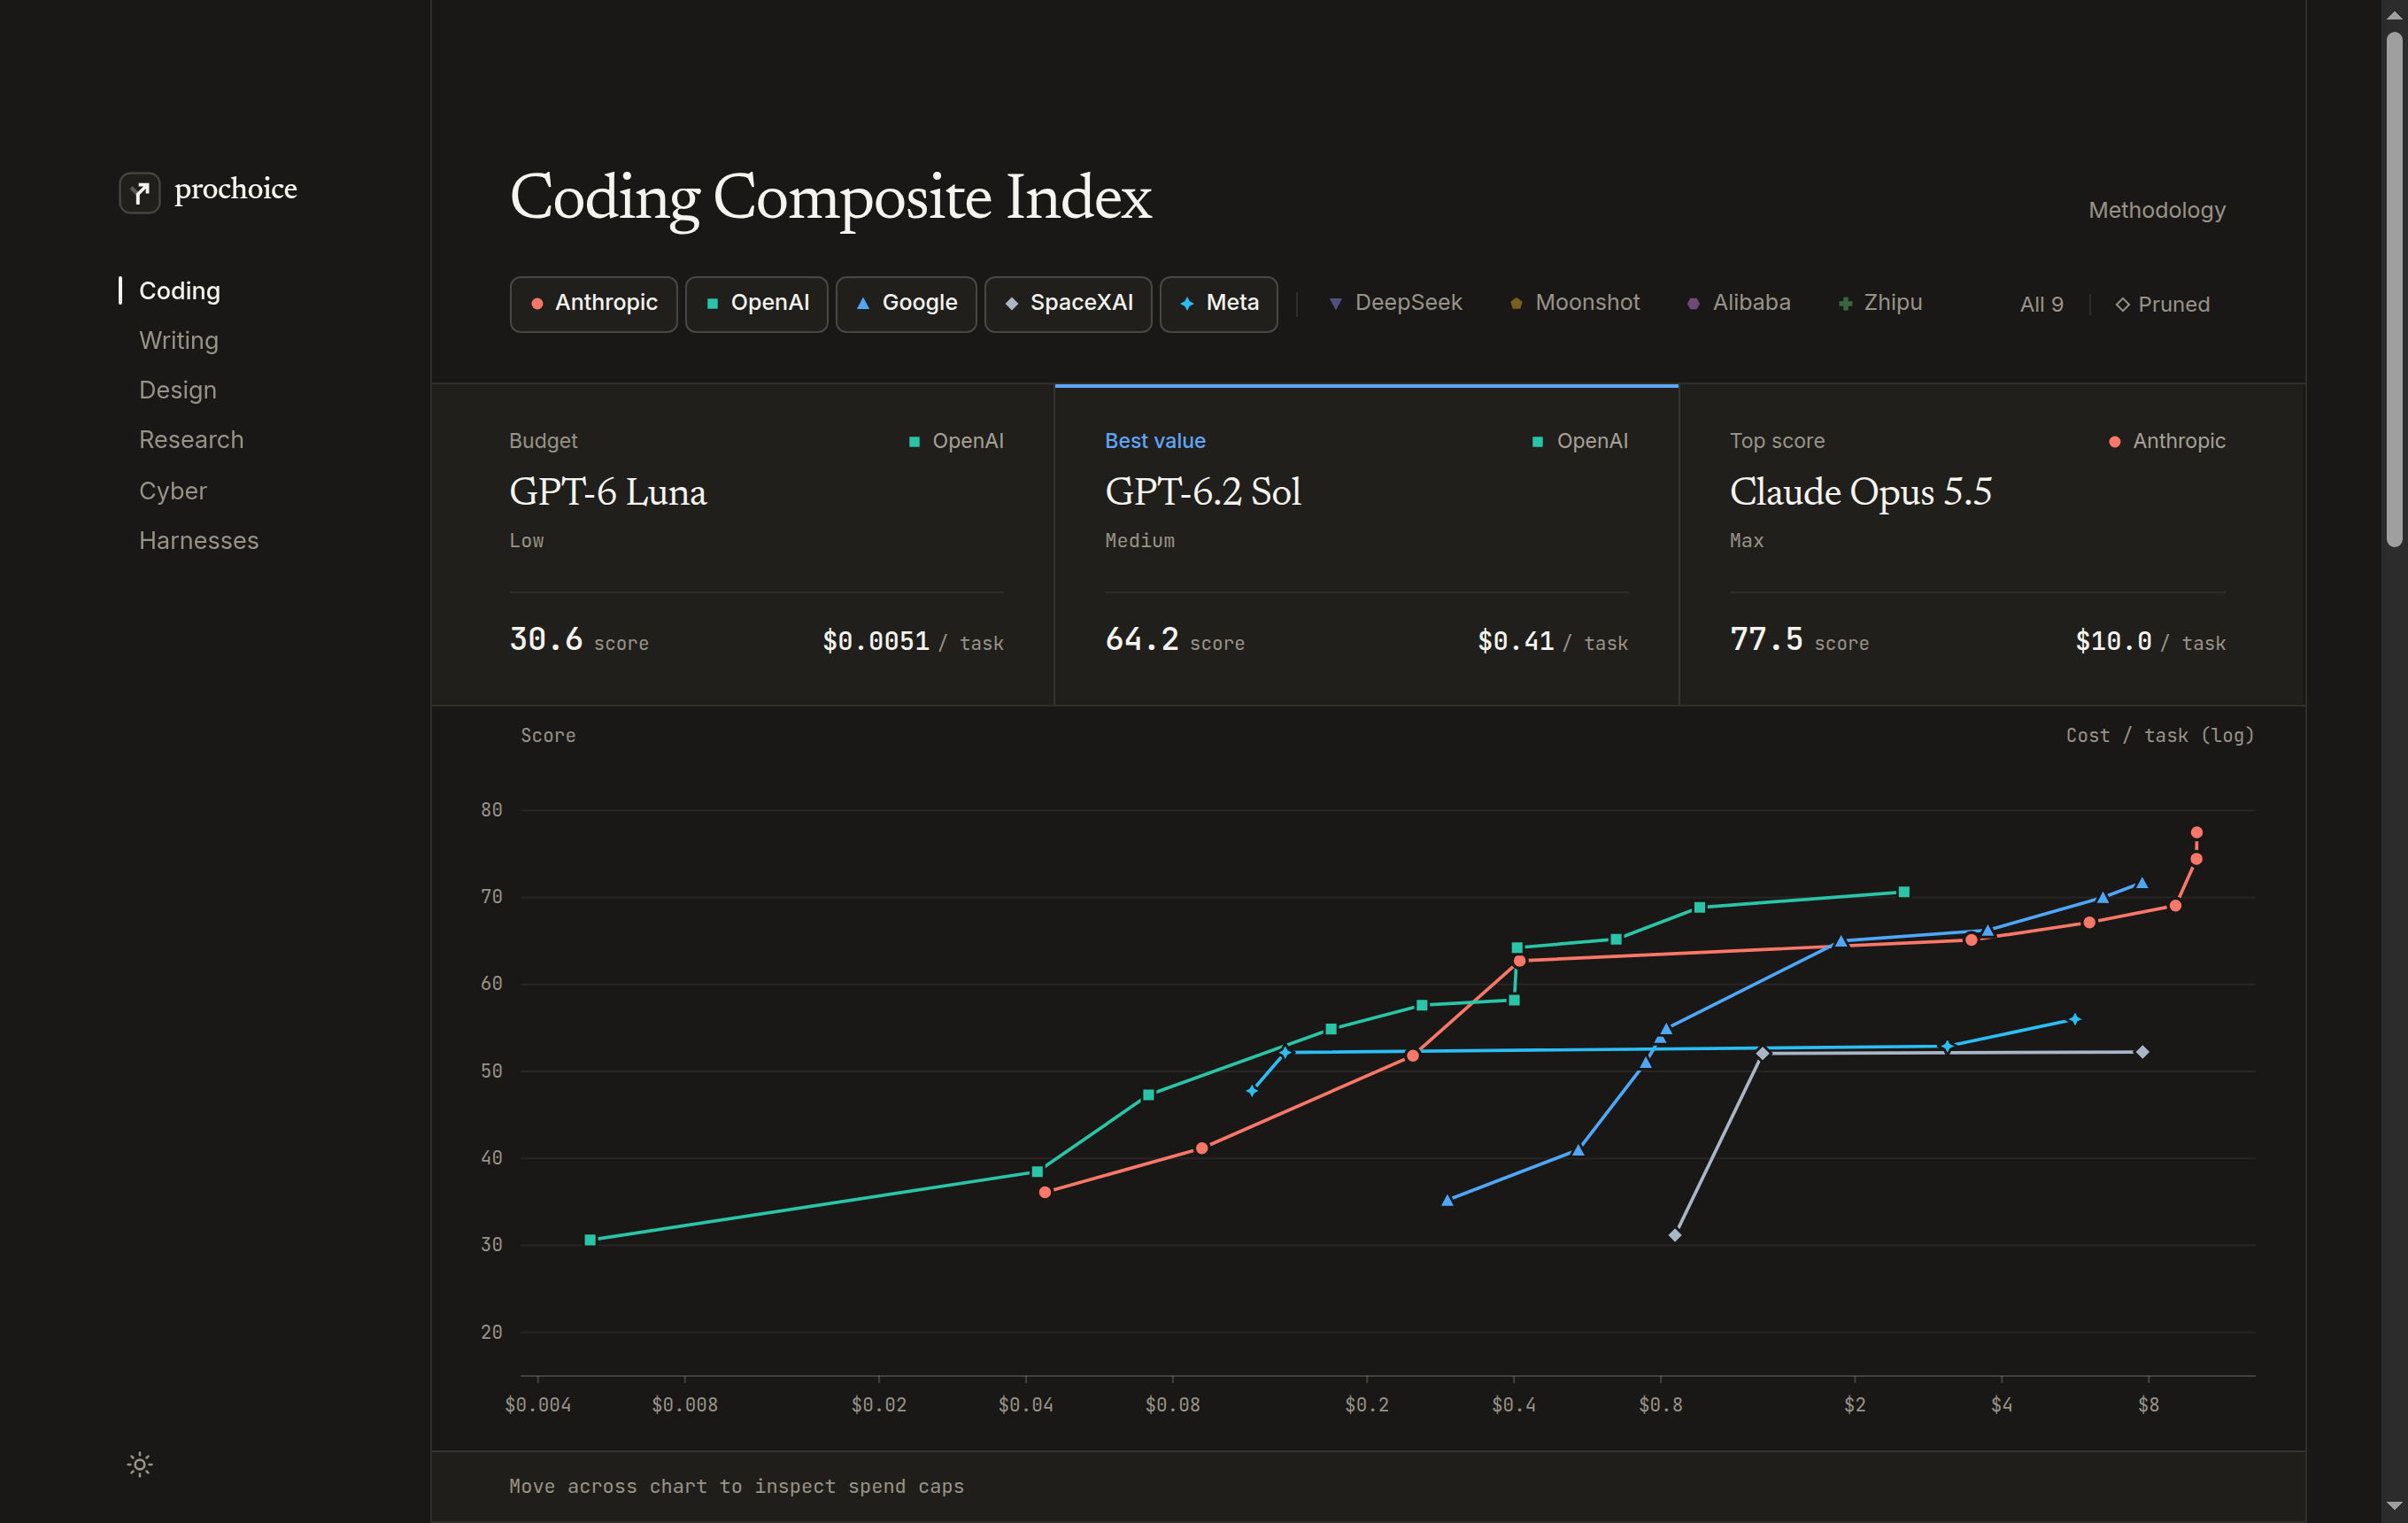 prochoice
Coding
Writing
Design
Research
Cyber
Harnesses
Coding Composite Index
Methodology
Anthropic OpenAI Google SpaceXAI Meta DeepSeek Moonshot Alibaba Zhipu All 9 Pruned
Budget OpenAI
GPT-6 Luna
Low
30.6 score $0.0051 / task
Best value OpenAI
GPT-6.2 Sol
Medium
64.2 score $0.41 / task
Top score Anthropic
Claude Opus 5.5
Max
77.5 score $10.0 / task
Score Cost / task (log)
80
70
60
50
40
30
20
$0.004 $0.008 $0.02 $0.04 $0.08 $0.2 $0.4 $0.8 $2 $4 $8
Move across chart to inspect spend caps